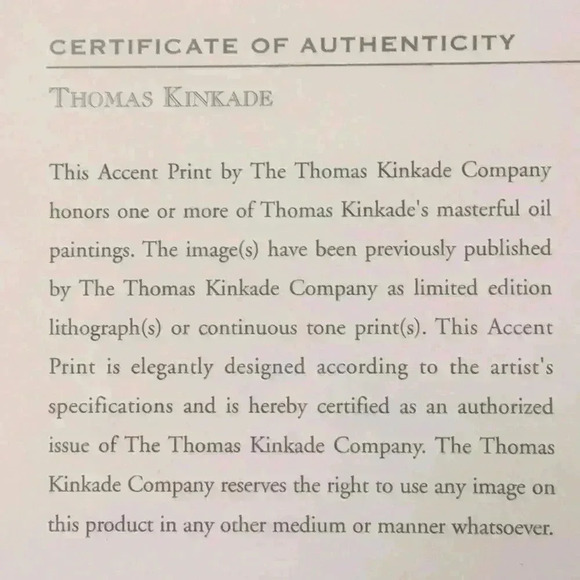 CERTIFICATE OF AUTHENTICITY
THOMAS KINKADE
This Accent Print by The Thomas Kinkade Company
honors one or more of Thomas Kinkade's masterful oil
paintings. The image(s) have been previously published
by The Thomas Kinkade Company as limited edition
lithograph(s) or continuous tone print(s). This Accent
Print is elegantly designed according to the artist's
specifications and is hereby certified as an authorized
issue of The Thomas Kinkade Company. The Thomas
Kinkade Company reserves the right to use any image on
this product in any other medium or manner whatsoever.